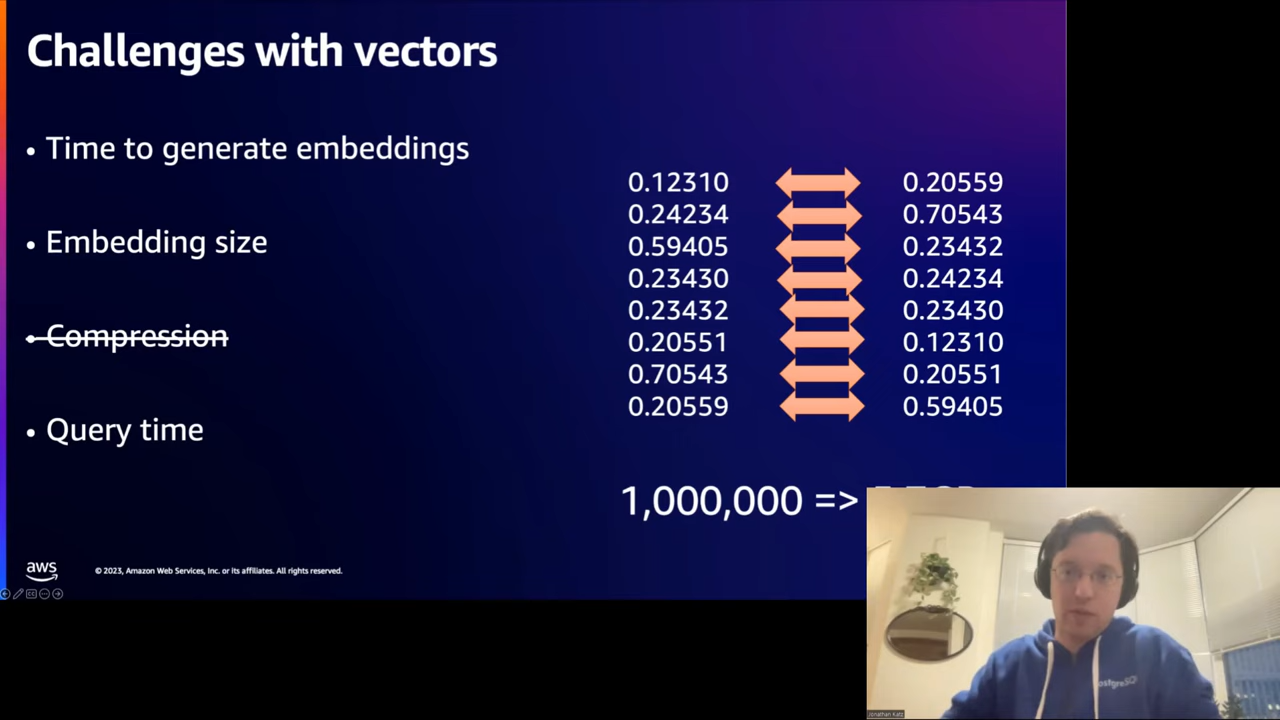 Challenges with vectors
• Time to generate embeddings
• Embedding size
• Compression
• Query time
0.12310 0.20559
0.24234 0.70543
0.59405 0.23432
0.23430 0.24234
0.23432 0.23430
0.20551 0.12310
0.70543 0.20551
0.20559 0.59405
1,000,000 =>
aws
© 2023, Amazon Web Services, Inc. or its affiliates. All rights reserved.
Jonathan Katz